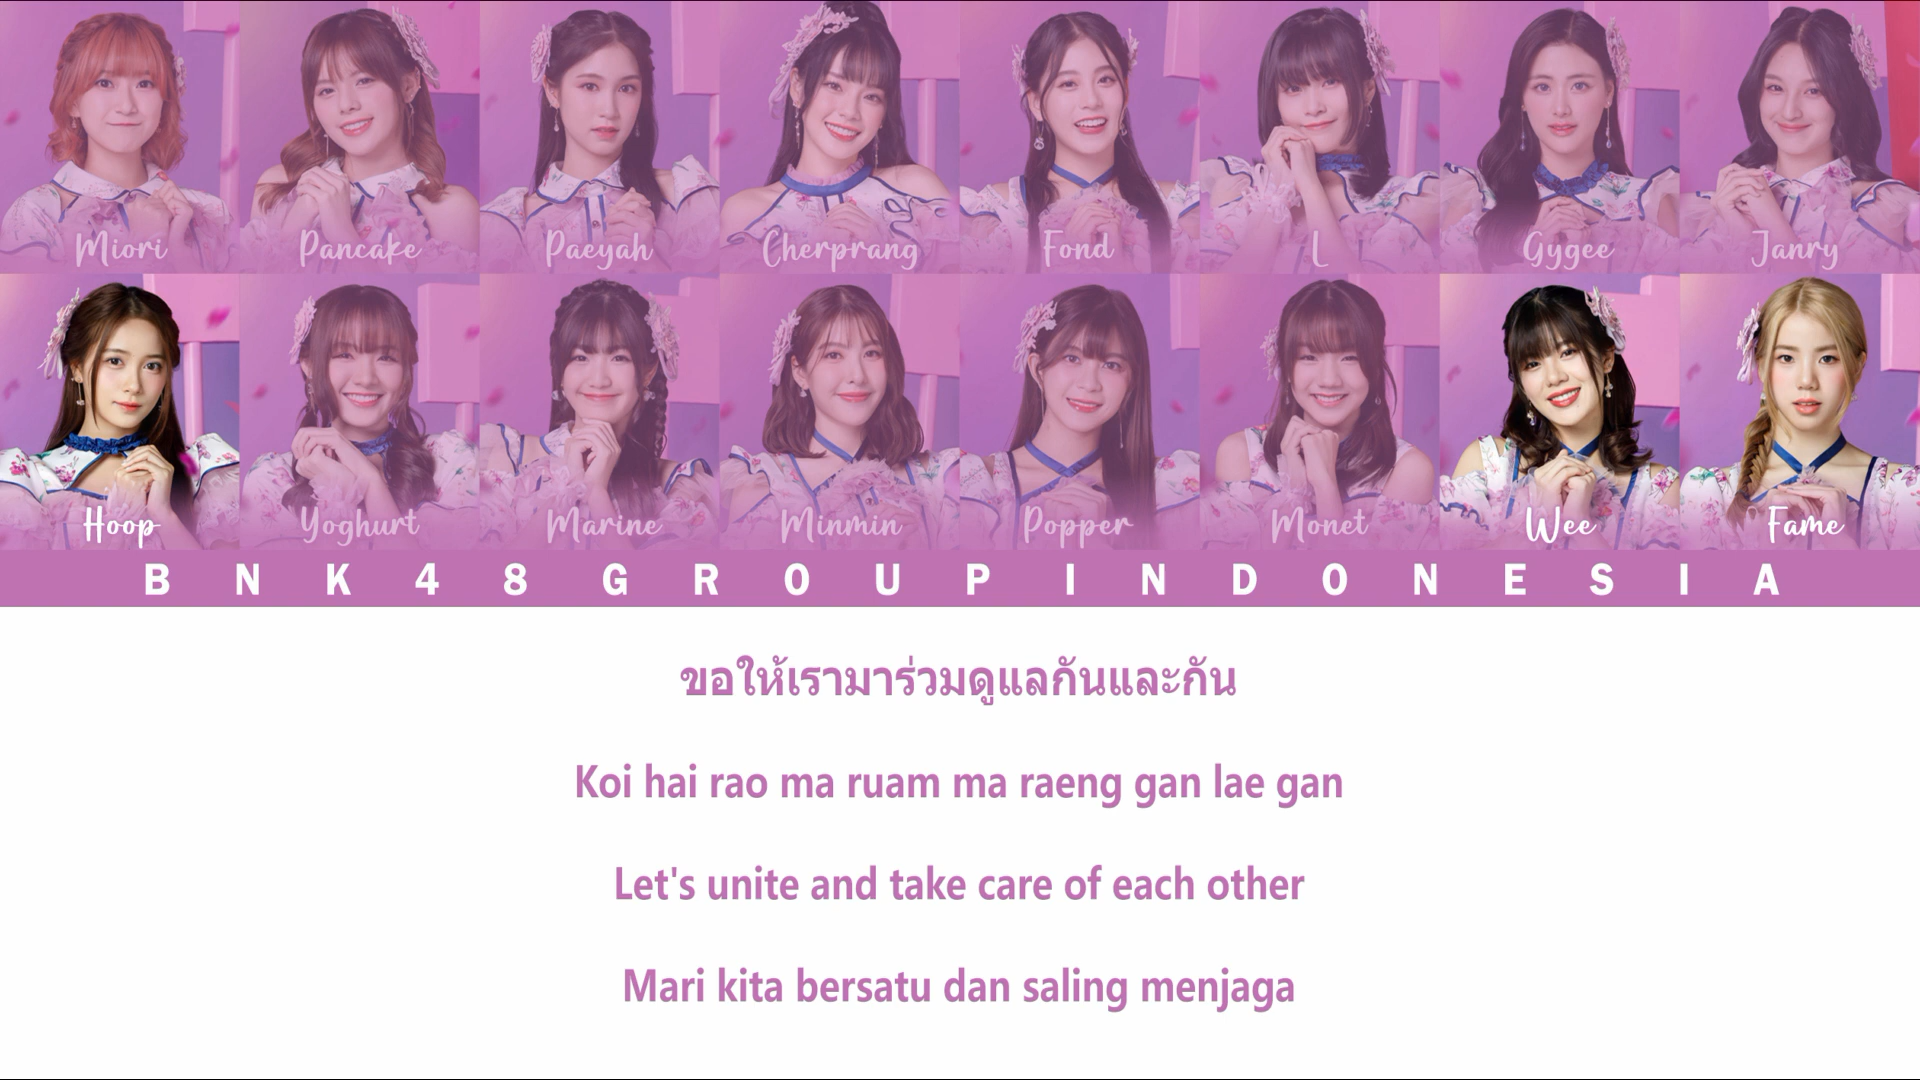 Miori Pancake Paeyah Cherprang Fond L Gygee Janry
Hoop Yoghurt Marine Minmin Popper Monet Wee Fame
BNK48GROUPINDONESIA
ขอให้เรามาร่วมดูแลกันและกัน
Koi hai rao ma ruam ma raeng gan lae gan
Let's unite and take care of each other
Mari kita bersatu dan saling menjaga